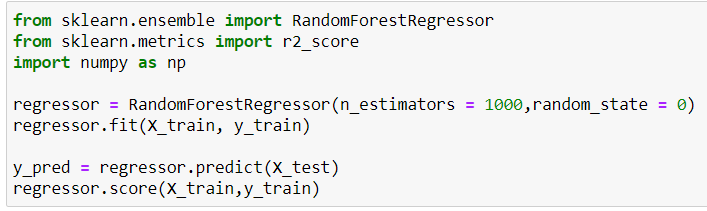 from sklearn.ensemble import RandomForestRegressor
from sklearn.metrics import r2_score
import numpy as np
regressor = RandomForestRegressor(n_estimators = 1000,random_state = 0)
regressor.fit(X_train, y_train)
y_pred = regressor.predict(X_test)
regressor.score(X_train,y_train)